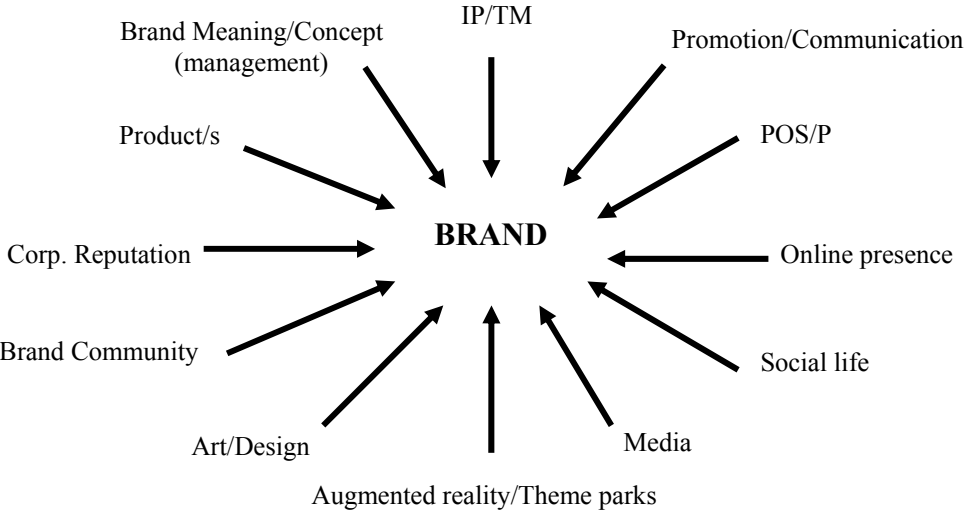 IP/TM
Brand Meaning/Concept
(management)
Promotion/Communication
Product/s
POS/P
BRAND
Corp. Reputation
Online presence
Brand Community
Social life
Art/Design
Media
Augmented reality/Theme parks